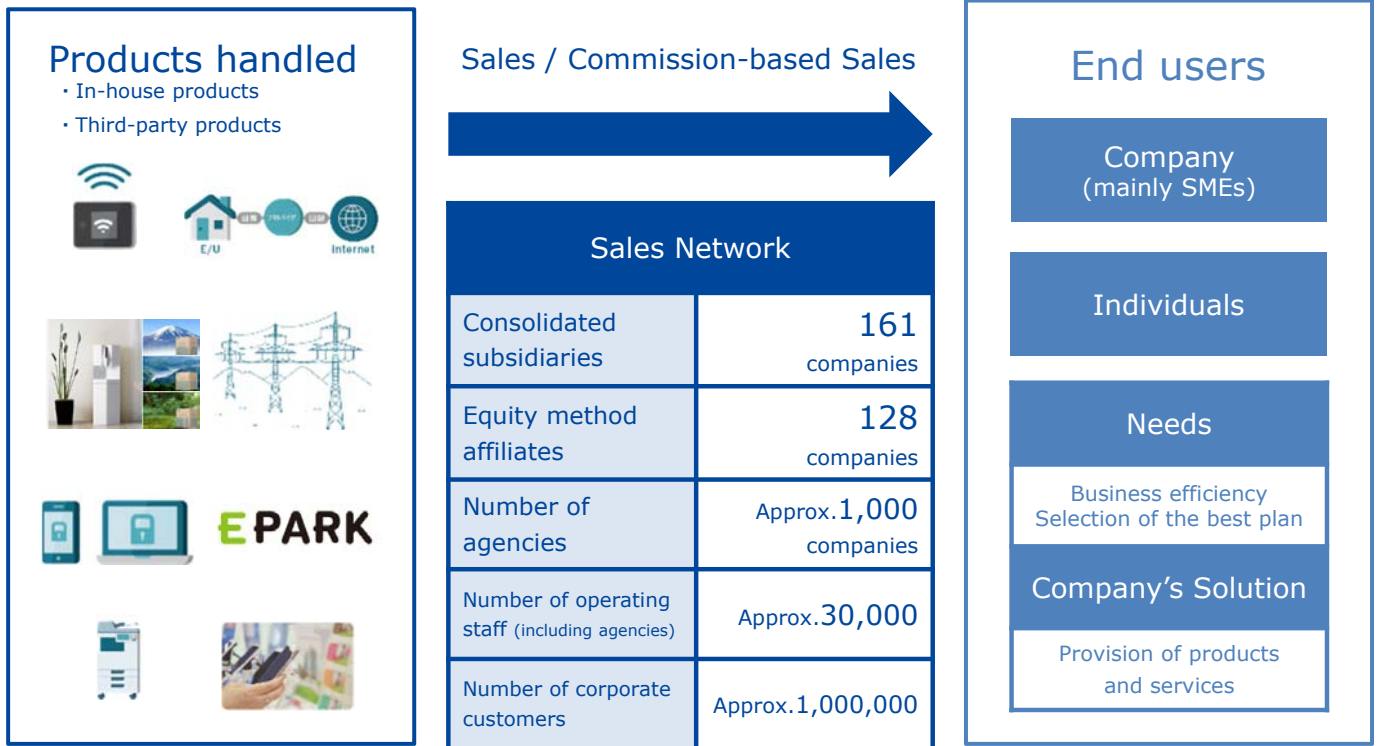 Products handled
・In-house products
・Third-party products
E/U
Internet
EPARK
Sales / Commission-based Sales
Sales Network
Consolidated
subsidiaries
161
companies
Equity method
affiliates
128
companies
Number of
agencies
Approx.1,000
companies
Number of operating
staff (including agencies)
Approx.30,000
Number of corporate
customers
Approx.1,000,000
End users
Company
(mainly SMEs)
Individuals
Needs
Business efficiency
Selection of the best plan
Company's Solution
Provision of products
and services